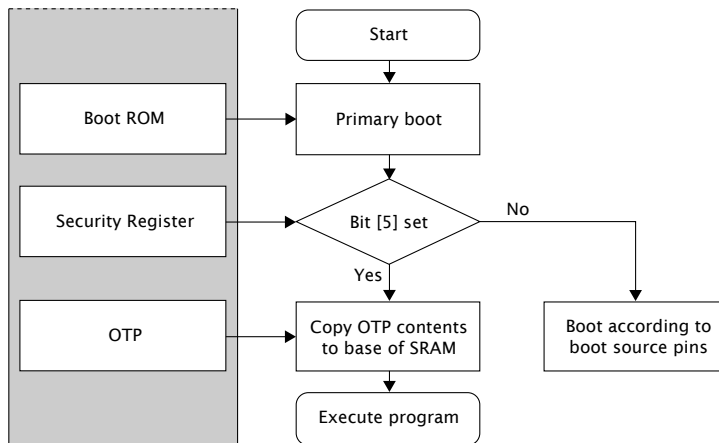 Start
Boot ROM
Primary boot
Security Register
Bit [5] set
No
Yes
OTP
Copy OTP contents
to base of SRAM
Boot according to
boot source pins
Execute program